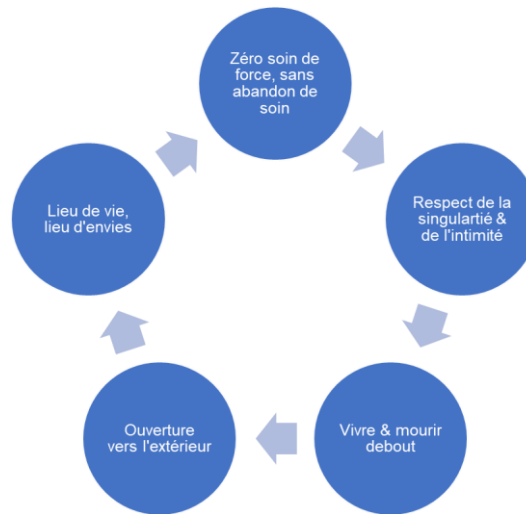 Zéro soin de
force, sans
abandon de
soin
Respect de la
singulartié &
de l'intimité
Vivre & mourir
debout
Ouverture
vers l'extérieur
Lieu de vie,
lieu d'envies